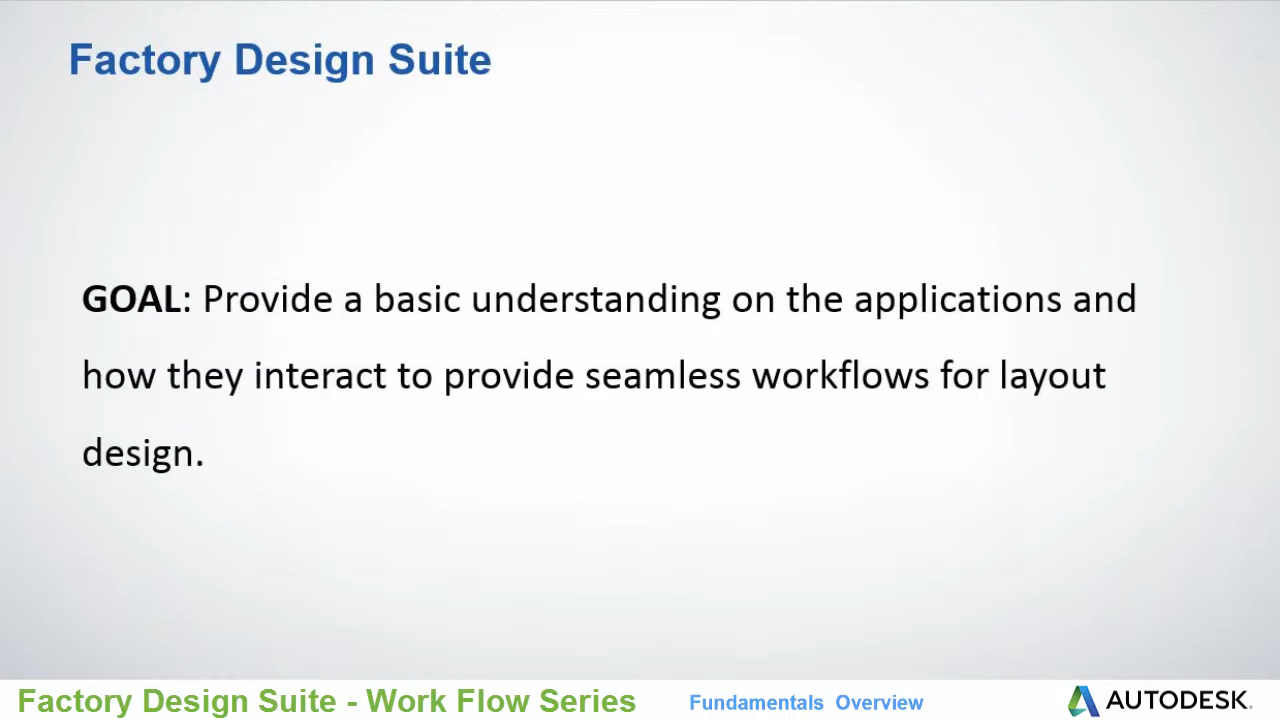 Factory Design Suite
GOAL: Provide a basic understanding on the applications and
how they interact to provide seamless workflows for layout
design.
Factory Design Suite - Work Flow Series
Fundamentals Overview
AUTODESK.